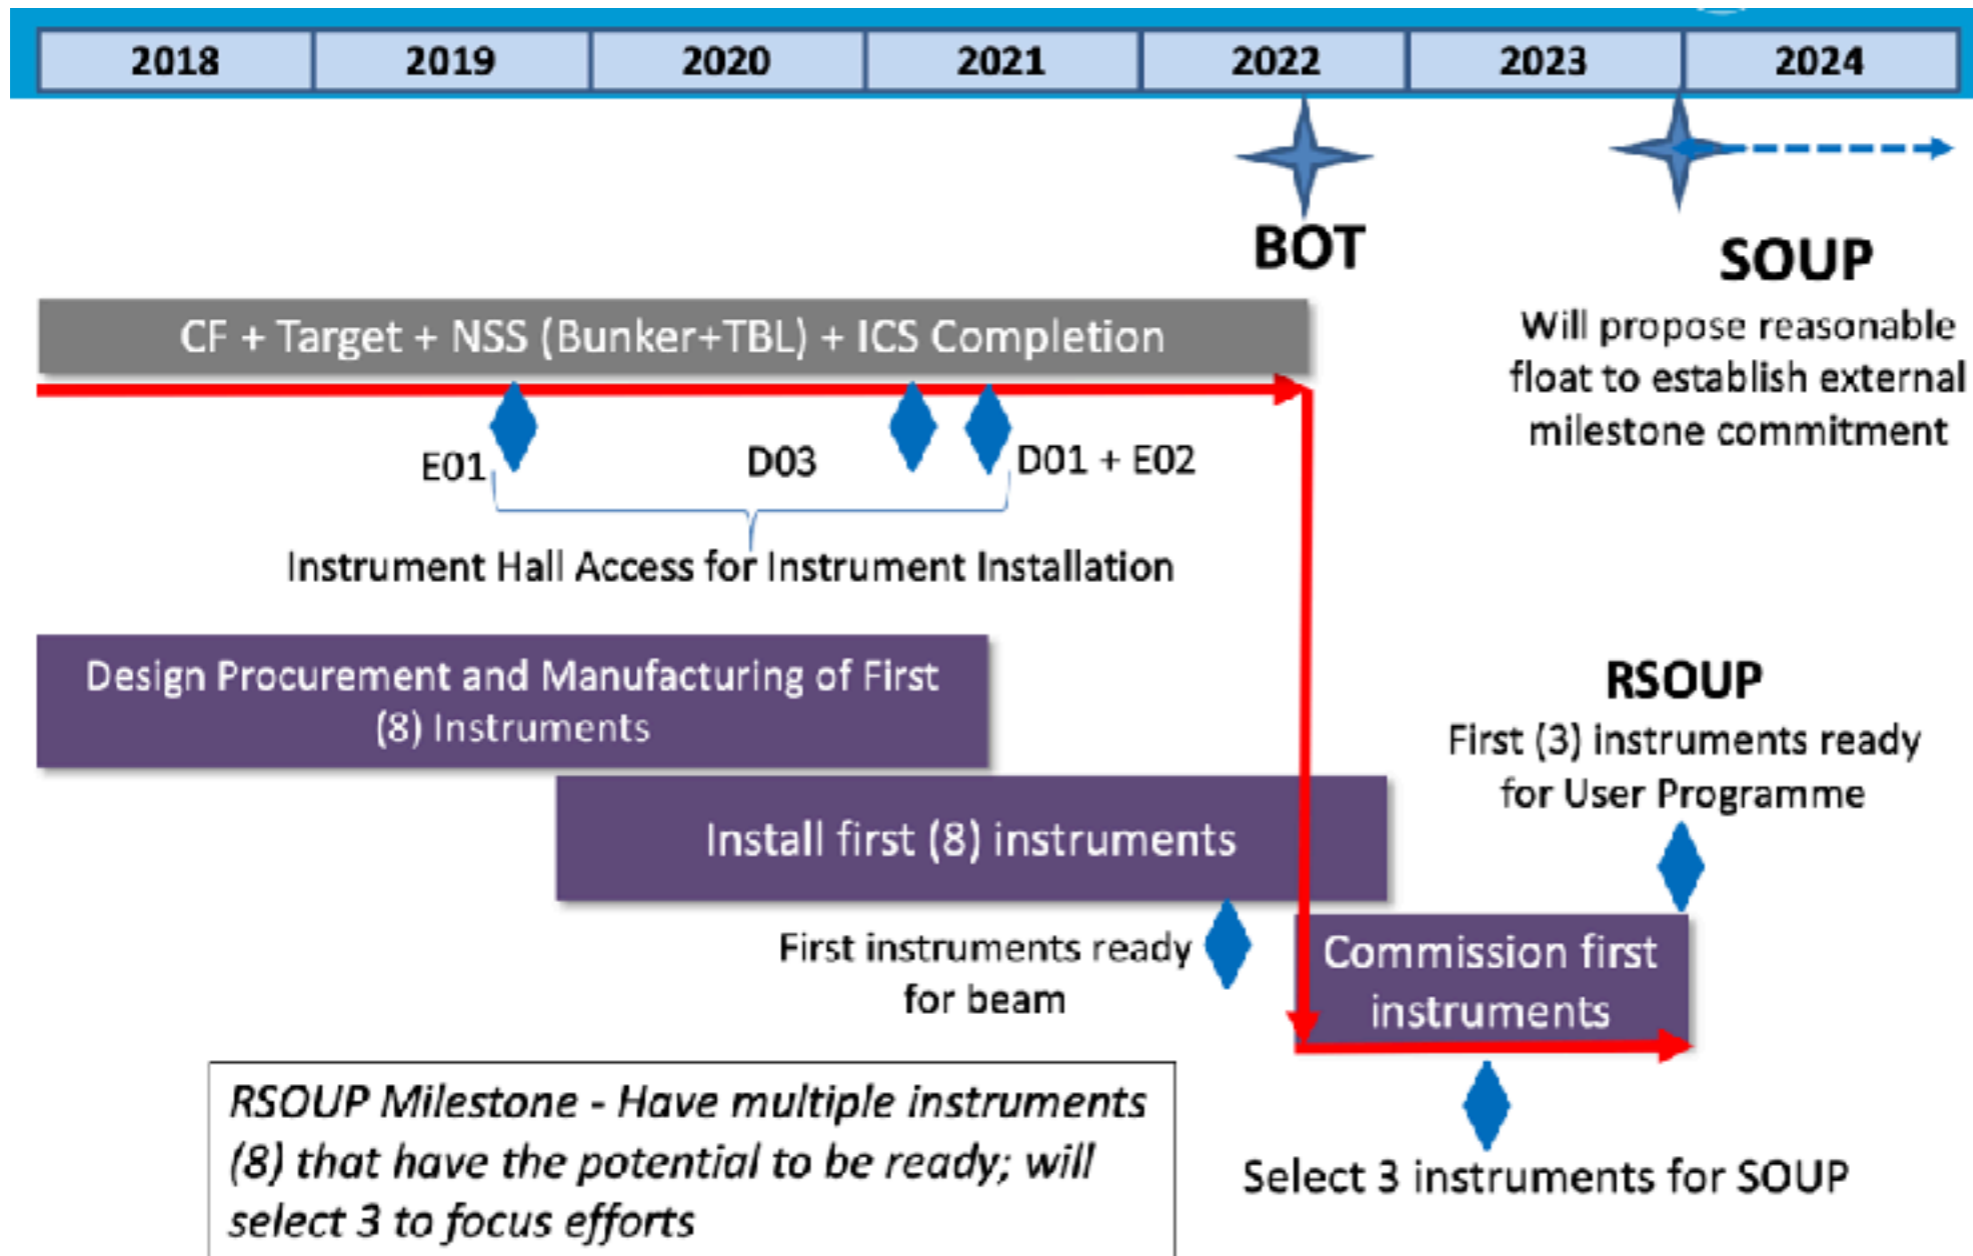 2018 2019 2020 2021 2022 2023 2024
BOT
SOUP
Will propose reasonable
float to establish external
milestone commitment
CF + Target + NSS (Bunker+TBL) + ICS Completion
E01 D03 D01 + E02
Instrument Hall Access for Instrument Installation
Design Procurement and Manufacturing of First
(8) Instruments
RSOUP
First (3) instruments ready
for User Programme
Install first (8) instruments
First instruments ready
for beam
Commission first
instruments
Select 3 instruments for SOUP
RSOUP Milestone - Have multiple instruments
(8) that have the potential to be ready; will
select 3 to focus efforts